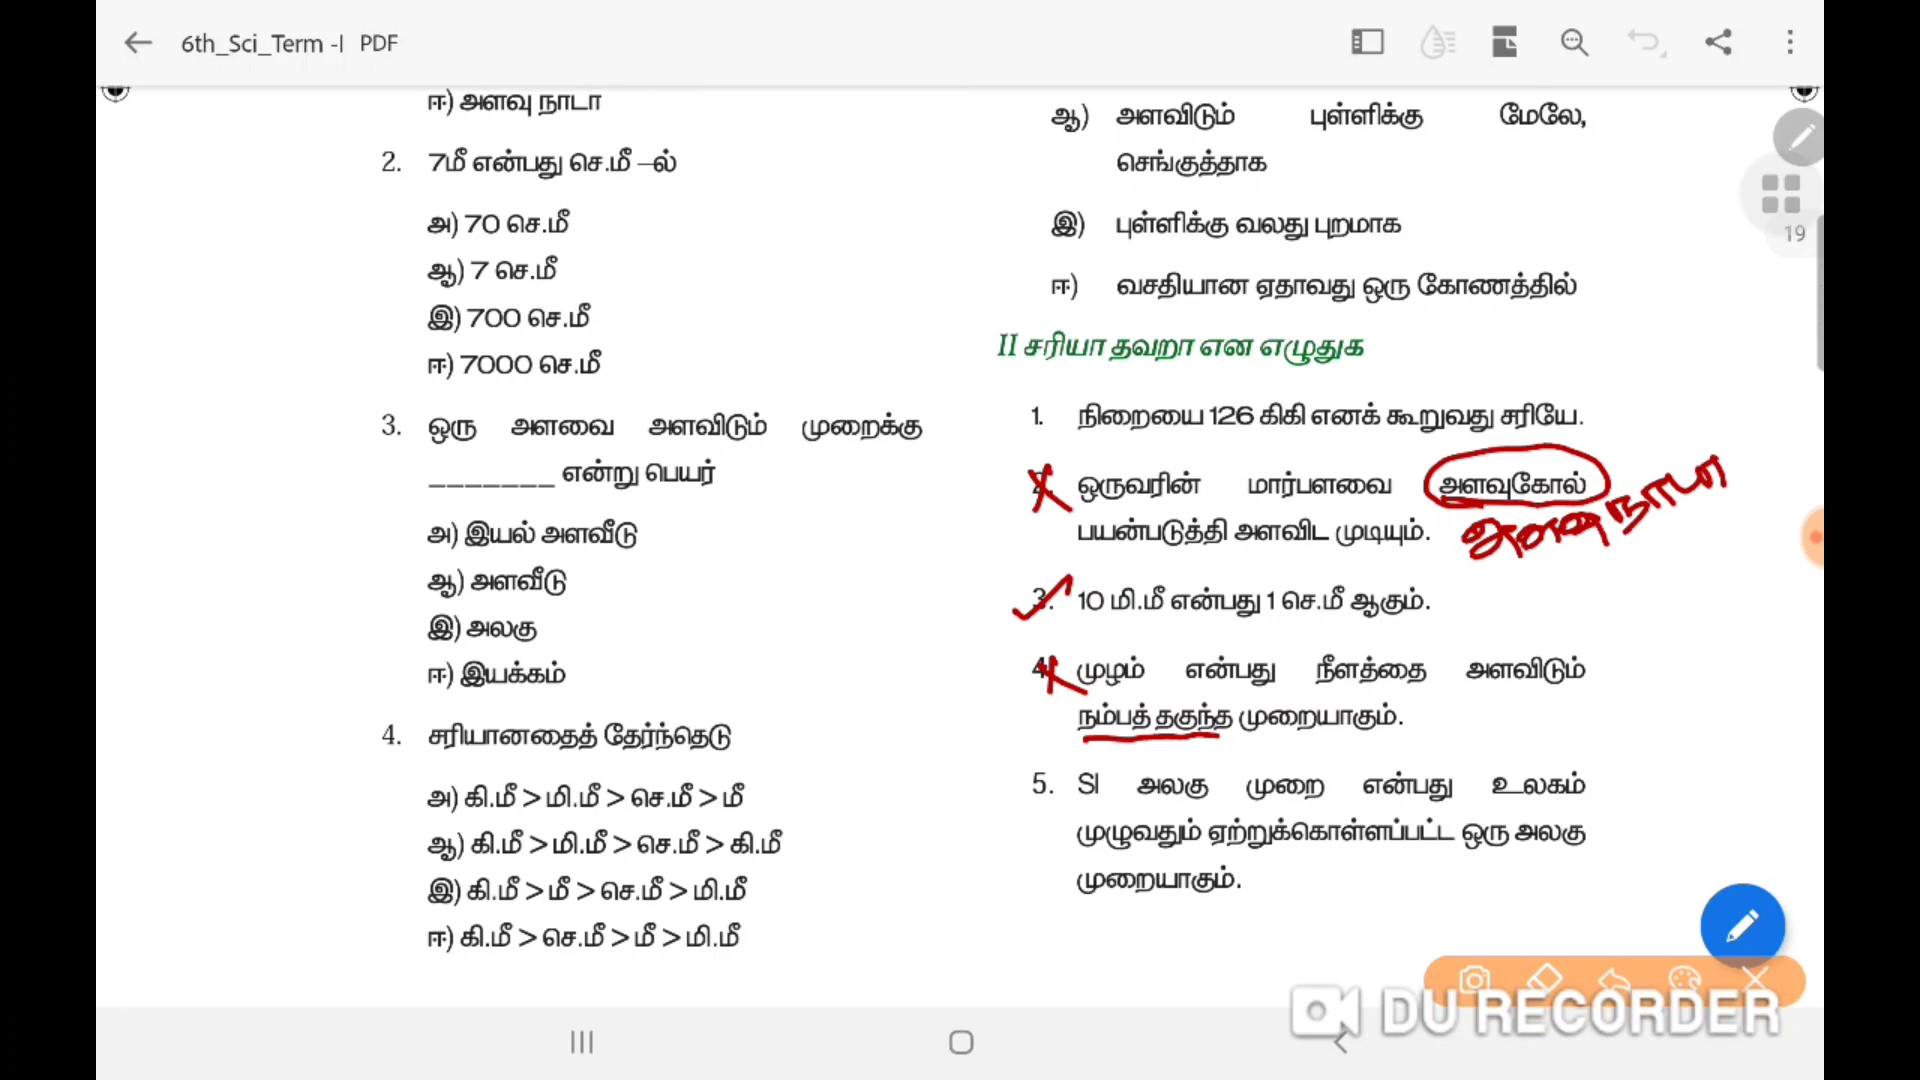 6th_Sci_Term -I PDF
ஈ) அளவு நாடா
2. 7மீ என்பது செ.மீ –ல்
அ) 70 செ.மீ
ஆ) 7 செ.மீ
இ) 700 செ.மீ
ஈ) 7000 செ.மீ
3. ஒரு அளவை அளவிடும் முறைக்கு
_______ என்று பெயர்
அ) இயல் அளவீடு
ஆ) அளவீடு
இ) அலகு
ஈ) இயக்கம்
4. சரியானதைத் தேர்ந்தெடு
அ) கி.மீ > மி.மீ > செ.மீ > மீ
ஆ) கி.மீ > மி.மீ > செ.மீ > கி.மீ
இ) கி.மீ > மீ > செ.மீ > மி.மீ
ஈ) கி.மீ > செ.மீ > மீ > மி.மீ
ஆ) அளவிடும் புள்ளிக்கு மேலே,
செங்குத்தாக
இ) புள்ளிக்கு வலது புறமாக
ஈ) வசதியான ஏதாவது ஒரு கோணத்தில்
19
II சரியா தவறா என எழுதுக
1. நிறையை 126 கிகி எனக் கூறுவது சரியே.
2. ஒருவரின் மார்பளவை அளவுகோல்
பயன்படுத்தி அளவிட முடியும்.
அளவுநாடா
3. 10 மி.மீ என்பது 1 செ.மீ ஆகும்.
4. முழம் என்பது நீளத்தை அளவிடும்
நம்பத் தகுந்த முறையாகும்.
5. SI அலகு முறை என்பது உலகம்
முழுவதும் ஏற்றுக்கொள்ளப்பட்ட ஒரு அலகு
முறையாகும்.
DU RECORDER